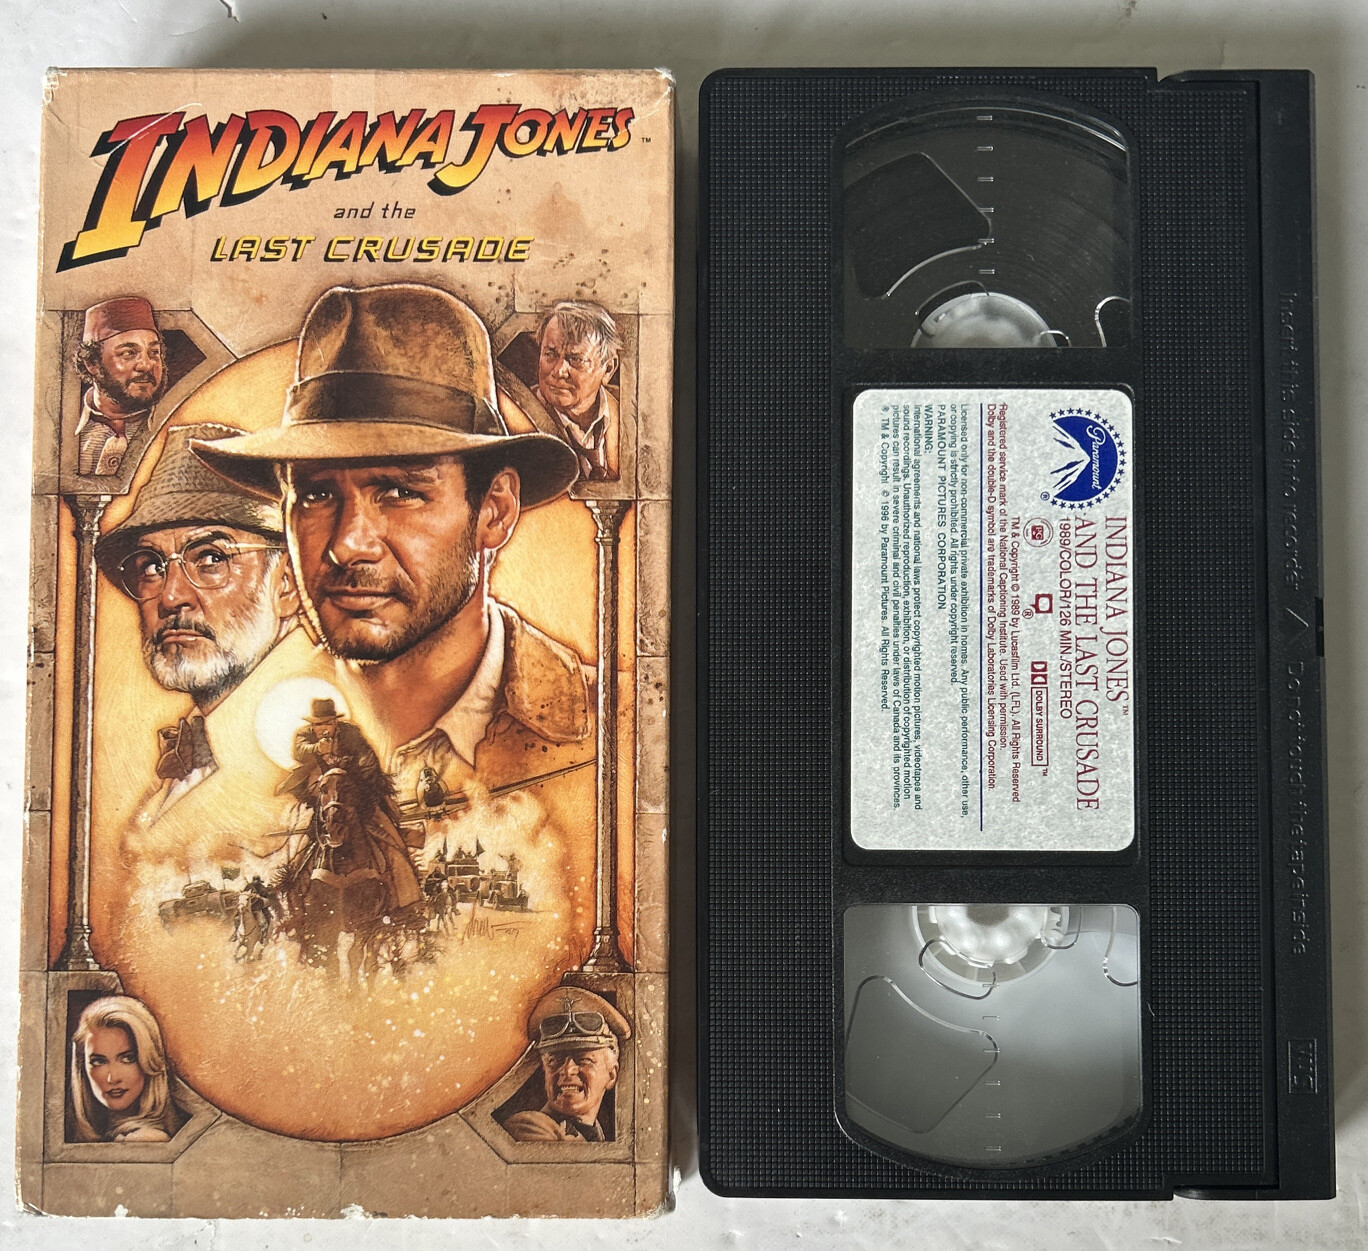 INDIANA JONES™
and the
LAST CRUSADE
Paramount
®
INDIANA JONES™
AND THE LAST CRUSADE
1989/COLOR/126 MIN./STEREO
®
DOLBY SURROUND™
TM & Copyright © 1989 by Lucasfilm Ltd. (LFL). All Rights Reserved
Registered service mark of the National Captioning Institute. Used with permission.
Dolby and the double-D symbol are trademarks of Dolby Laboratories Licensing Corporation.
Licensed only for non-commercial private exhibition in homes. Any public performance, other use,
or copying is strictly prohibited. All rights under copyright reserved.
PARAMOUNT PICTURES CORPORATION
WARNING:
International agreements and national laws protect copyrighted motion pictures, videotapes and
sound recordings. Unauthorized reproduction, exhibition, or distribution of copyrighted motion
pictures can result in severe criminal and civil penalties under laws of Canada and its provinces.
® TM & Copyright © 1996 by Paramount Pictures. All Rights Reserved.
Insert this side into recorder
Do not touch the tape inside
VHS